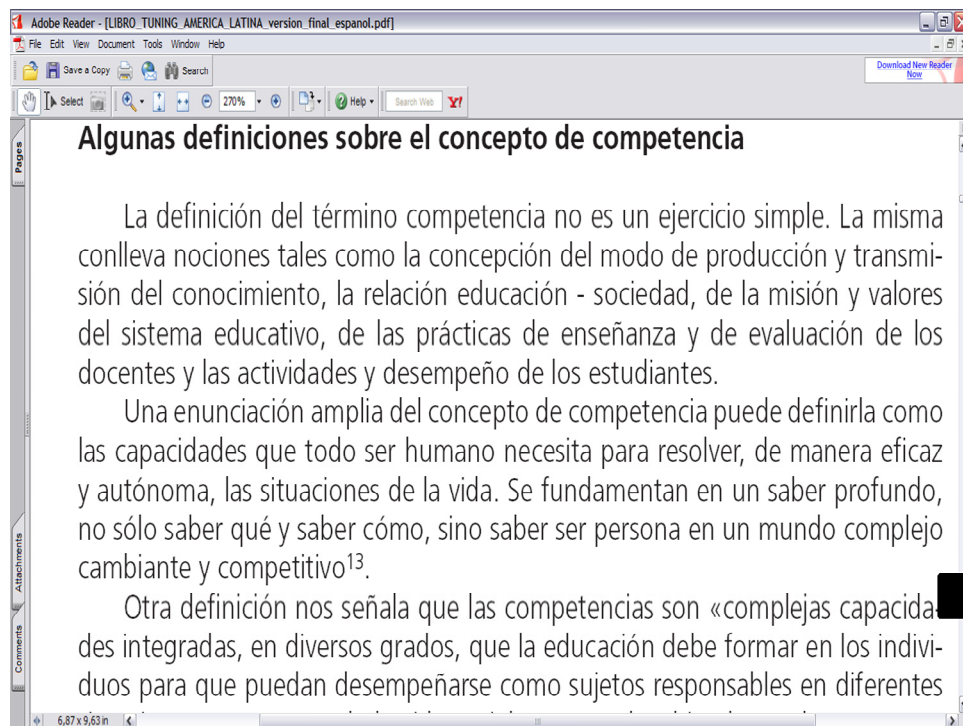 Adobe Reader - [LIBRO_TUNING_AMERICA_LATINA_version_final_espanol.pdf]
File Edit View Document Tools Window Help
Save a Copy Search
Download New Reader
Now
Select 270% Help Search Web Y!
Pages
Algunas definiciones sobre el concepto de competencia
La definición del término competencia no es un ejercicio simple. La misma
conlleva nociones tales como la concepción del modo de producción y transmi-
sión del conocimiento, la relación educación - sociedad, de la misión y valores
del sistema educativo, de las prácticas de enseñanza y de evaluación de los
docentes y las actividades y desempeño de los estudiantes.
Una enunciación amplia del concepto de competencia puede definirla como
las capacidades que todo ser humano necesita para resolver, de manera eficaz
y autónoma, las situaciones de la vida. Se fundamentan en un saber profundo,
no sólo saber qué y saber cómo, sino saber ser persona en un mundo complejo
cambiante y competitivo13.
Attachments
Otra definición nos señala que las competencias son «complejas capacida-
des integradas, en diversos grados, que la educación debe formar en los indivi-
duos para que puedan desempeñarse como sujetos responsables en diferentes
Comments
6,87 x 9,63 in